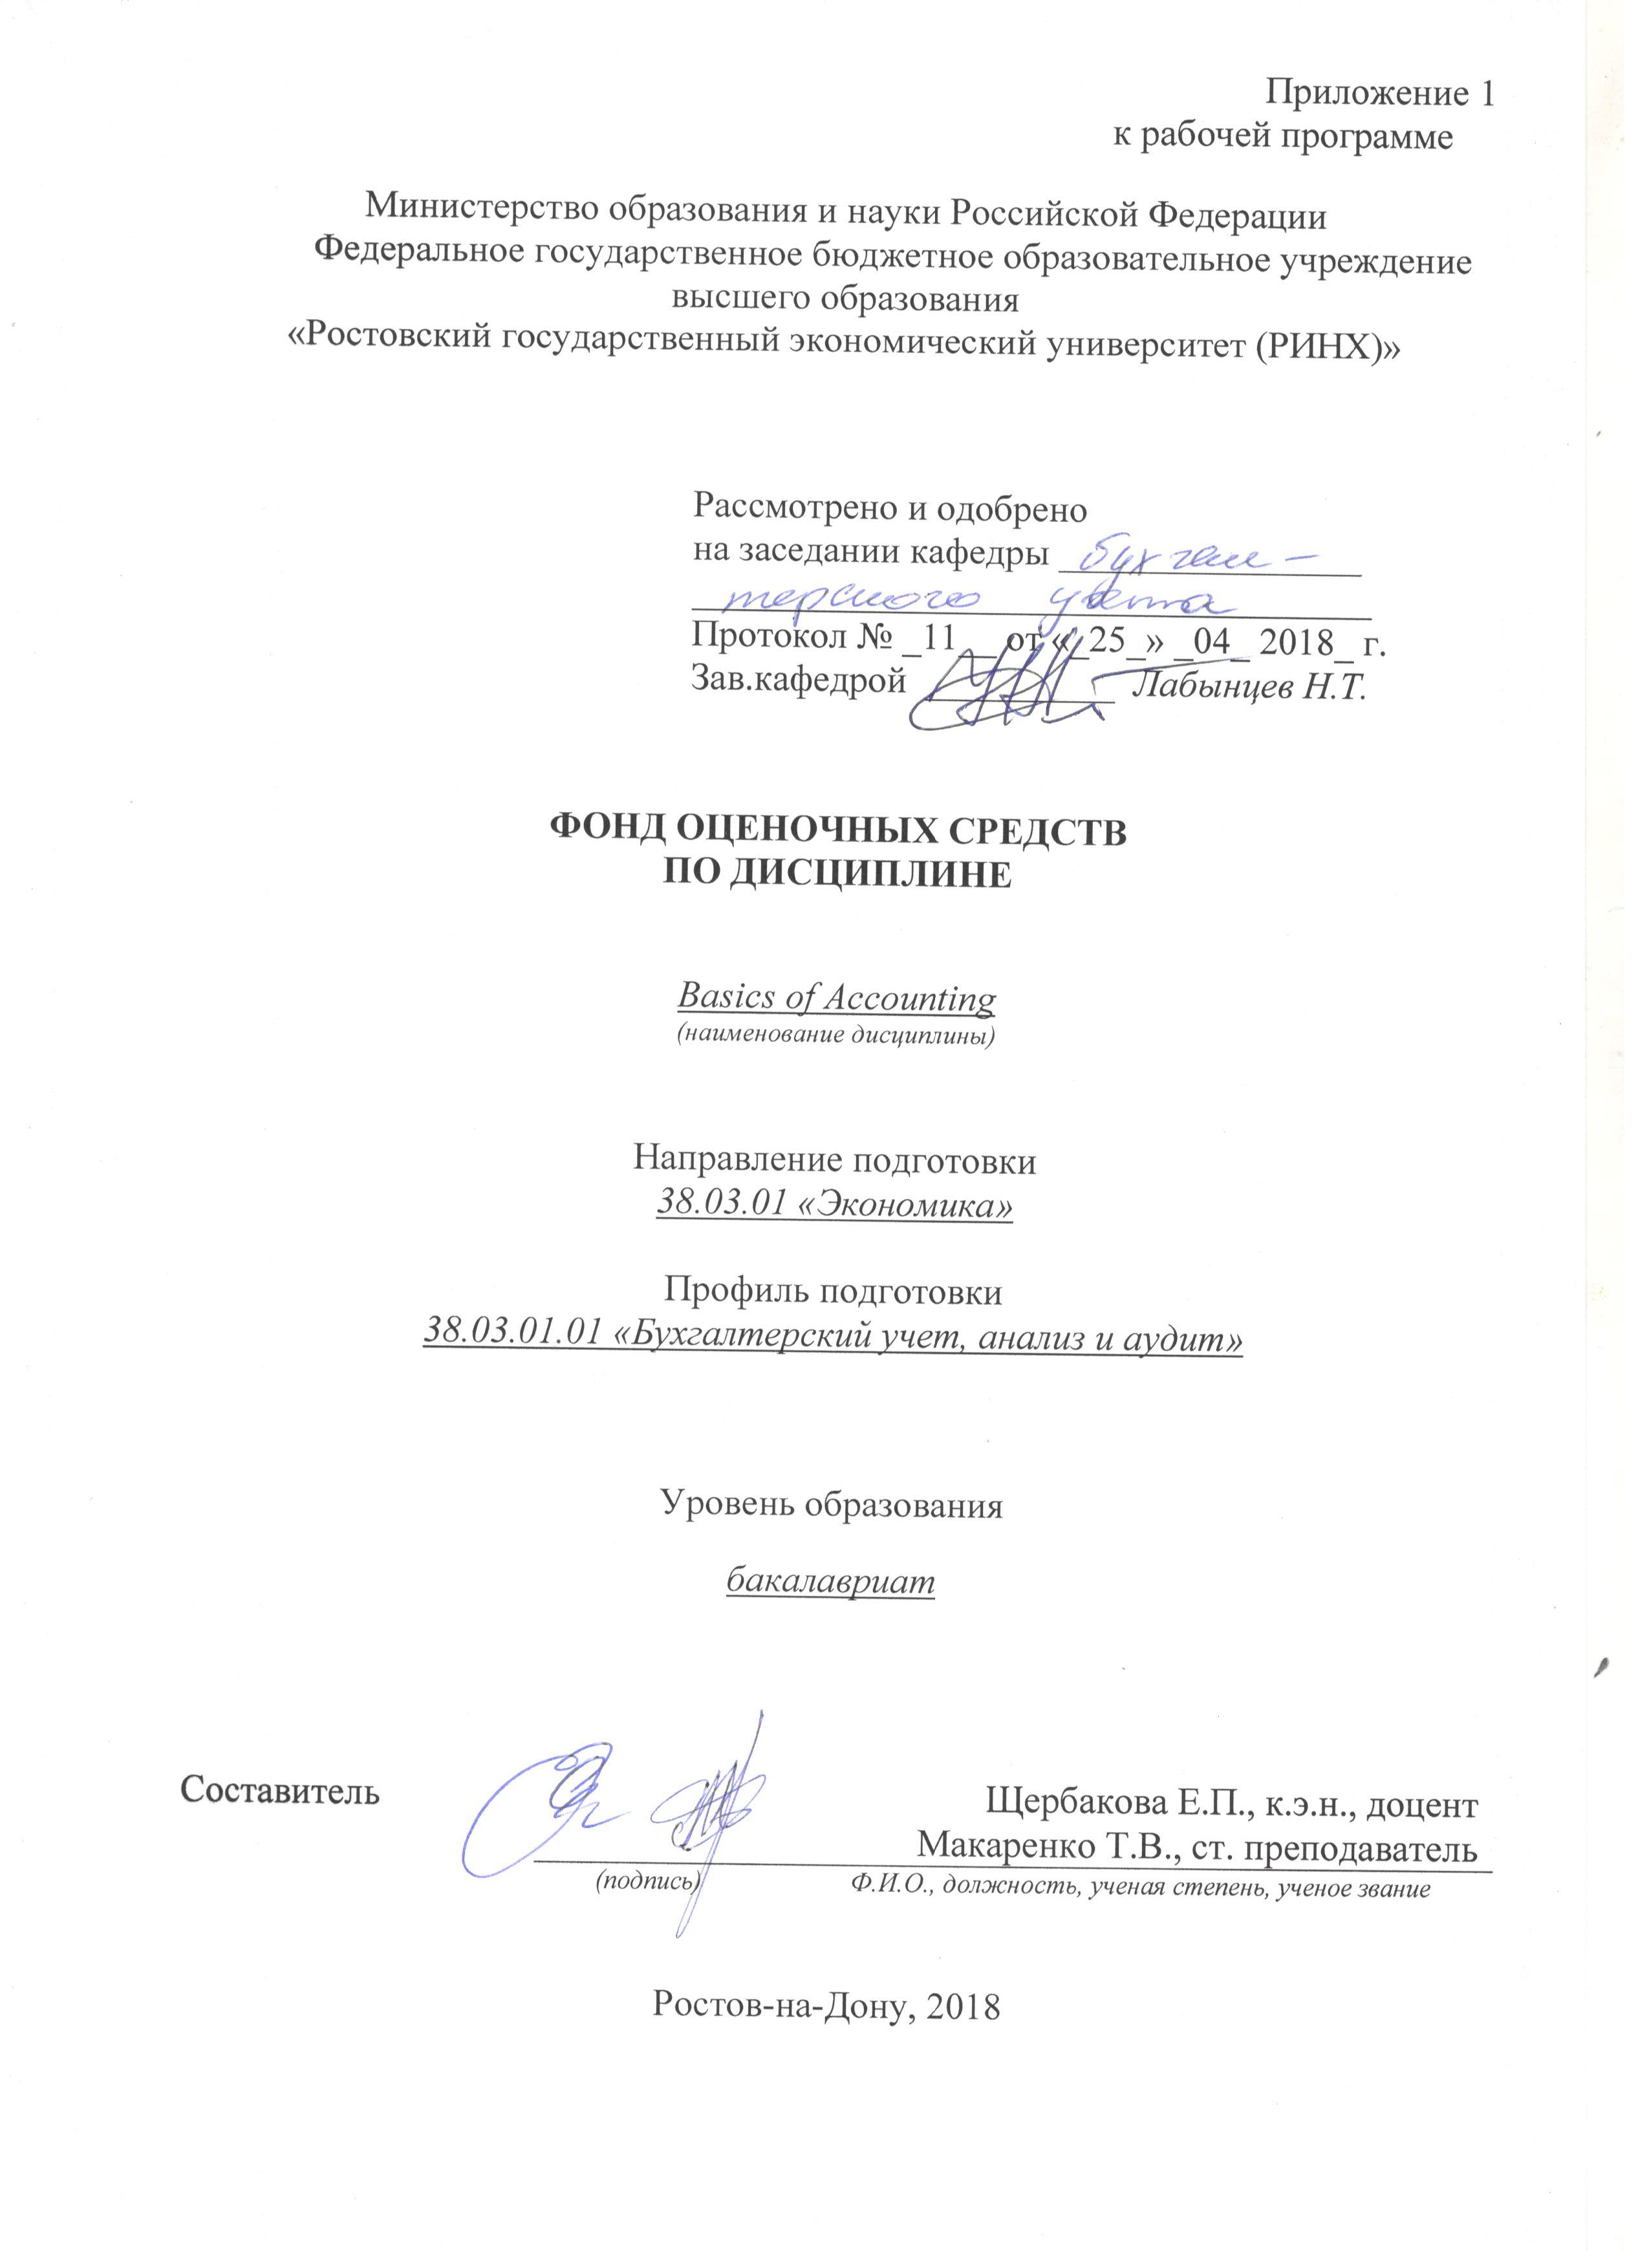 Приложение 1
к рабочей программе
Министерство образования и науки Российской Федерации
Федеральное государственное бюджетное образовательное учреждение
высшего образования
«Ростовский государственный экономический университет (РИНХ)»
Рассмотрено и одобрено
на заседании кафедры бухгал-
терского учета
Протокол № _11__ от «_25_» _04_ 2018_ г.
Зав.кафедрой Лабынцев Н.Т.
ФОНД ОЦЕНОЧНЫХ СРЕДСТВ
ПО ДИСЦИПЛИНЕ
Basics of Accounting
(наименование дисциплины)
Направление подготовки
38.03.01 «Экономика»
Профиль подготовки
38.03.01.01 «Бухгалтерский учет, анализ и аудит»
Уровень образования
бакалавриат
Составитель Щербакова Е.П., к.э.н., доцент
Макаренко Т.В., ст. преподаватель
(подпись) Ф.И.О., должность, ученая степень, ученое звание
Ростов-на-Дону, 2018